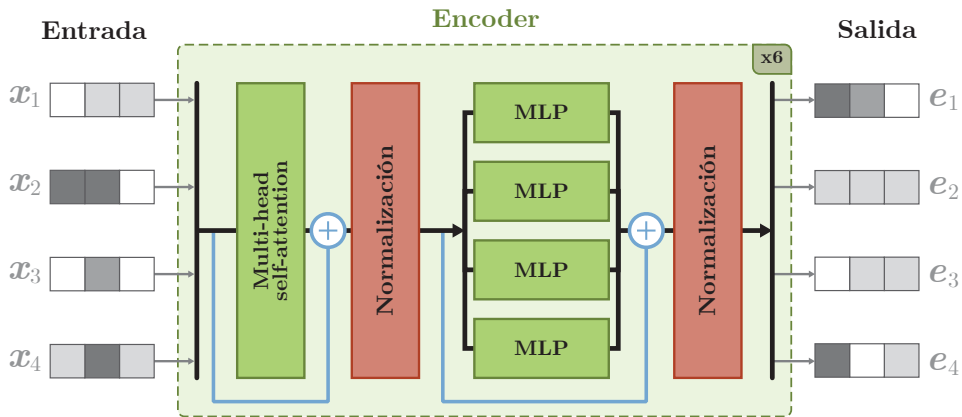 Encoder
Entrada
Salida
x6
x1
x2
x3
x4
Multi-head
self-attention
Normalización
MLP
MLP
MLP
MLP
Normalización
e1
e2
e3
e4